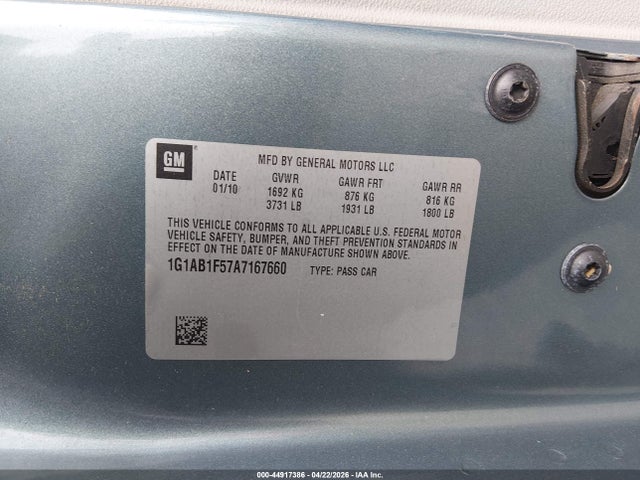 GM
MFD BY GENERAL MOTORS LLC
DATE GVWR GAWR FRT GAWR RR
01/10 1692 KG 876 KG 816 KG
3731 LB 1931 LB 1800 LB
THIS VEHICLE CONFORMS TO ALL APPLICABLE U.S. FEDERAL MOTOR
VEHICLE SAFETY, BUMPER, AND THEFT PREVENTION STANDARDS IN
EFFECT ON THE DATE OF MANUFACTURE SHOWN ABOVE.
1G1AB1F57A7167660 TYPE: PASS CAR
000-44917386 - 04/22/2026 - IAA Inc.